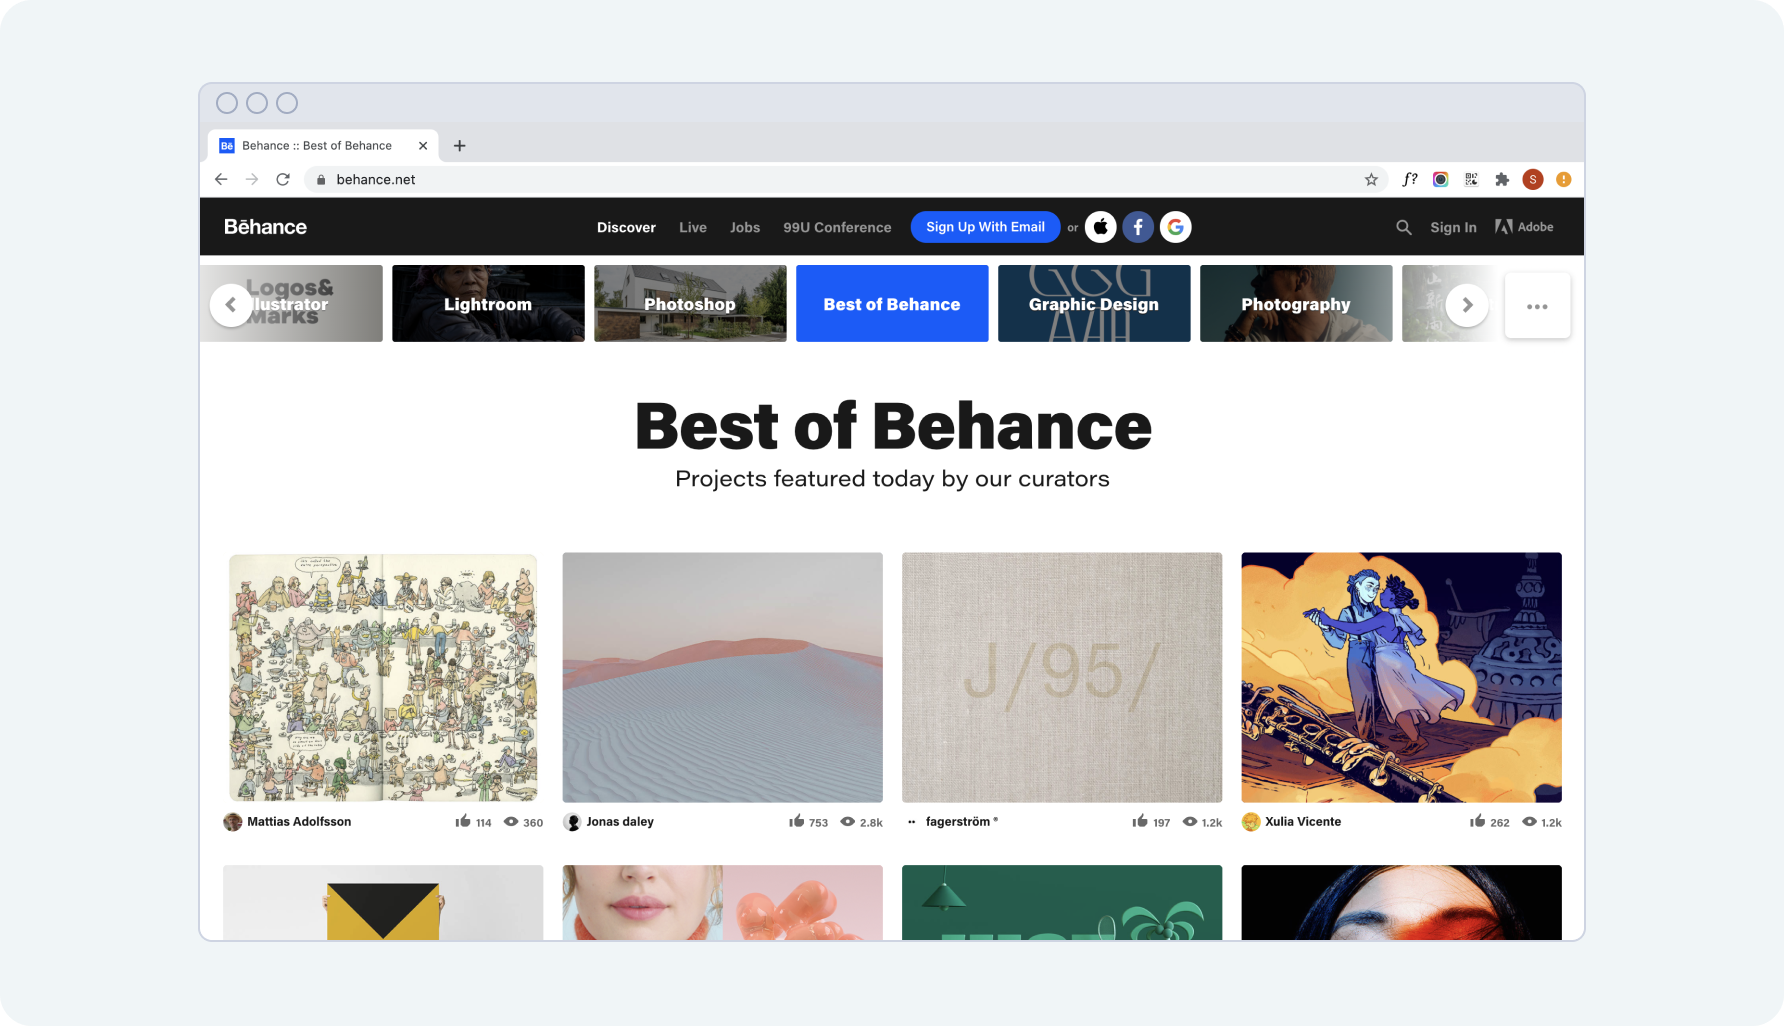 Bē Behance :: Best of Behance
behance.net
f?
S
Bēhance
Discover Live Jobs 99U Conference Sign Up With Email or Sign In Adobe
Logos&
Marks
Illustrator
Lightroom
Photoshop
Best of Behance
Graphic Design
Photography
Best of Behance
Projects featured today by our curators
J/95/
Mattias Adolfsson 114 360
Jonas daley 753 2.8k
fagerström ® 197 1.2k
Xulia Vicente 262 1.2k